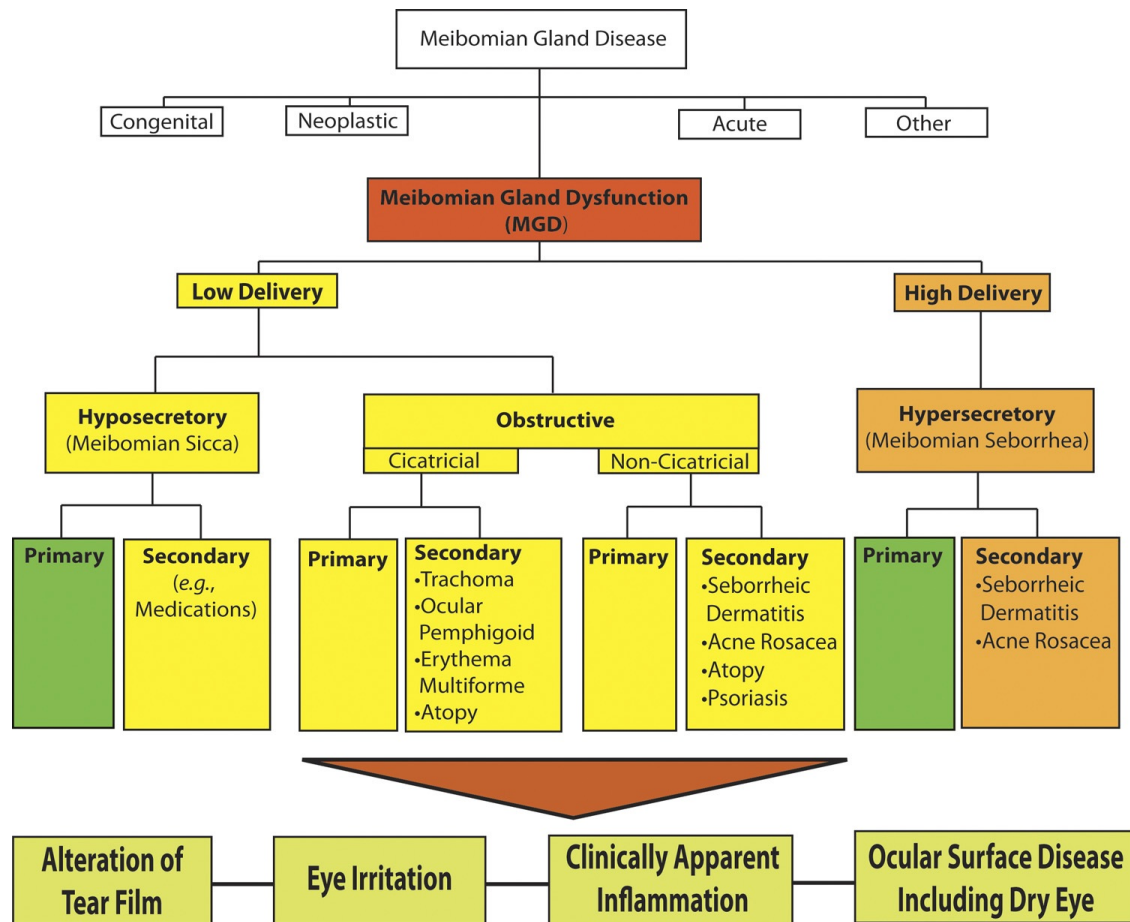 Meibomian Gland Disease
Congenital
Neoplastic
Acute
Other
Meibomian Gland Dysfunction
(MGD)
Low Delivery
High Delivery
Hyposecretory
(Meibomian Sicca)
Obstructive
Cicatricial
Non-Cicatricial
Hypersecretory
(Meibomian Seborrhea)
Primary
Secondary
(e.g.,
Medications)
Primary
Secondary
•Trachoma
•Ocular
Pemphigoid
•Erythema
Multiforme
•Atopy
Primary
Secondary
•Seborrheic
Dermatitis
•Acne Rosacea
•Atopy
•Psoriasis
Primary
Secondary
•Seborrheic
Dermatitis
•Acne Rosacea
Alteration of
Tear Film
Eye Irritation
Clinically Apparent
Inflammation
Ocular Surface Disease
Including Dry Eye